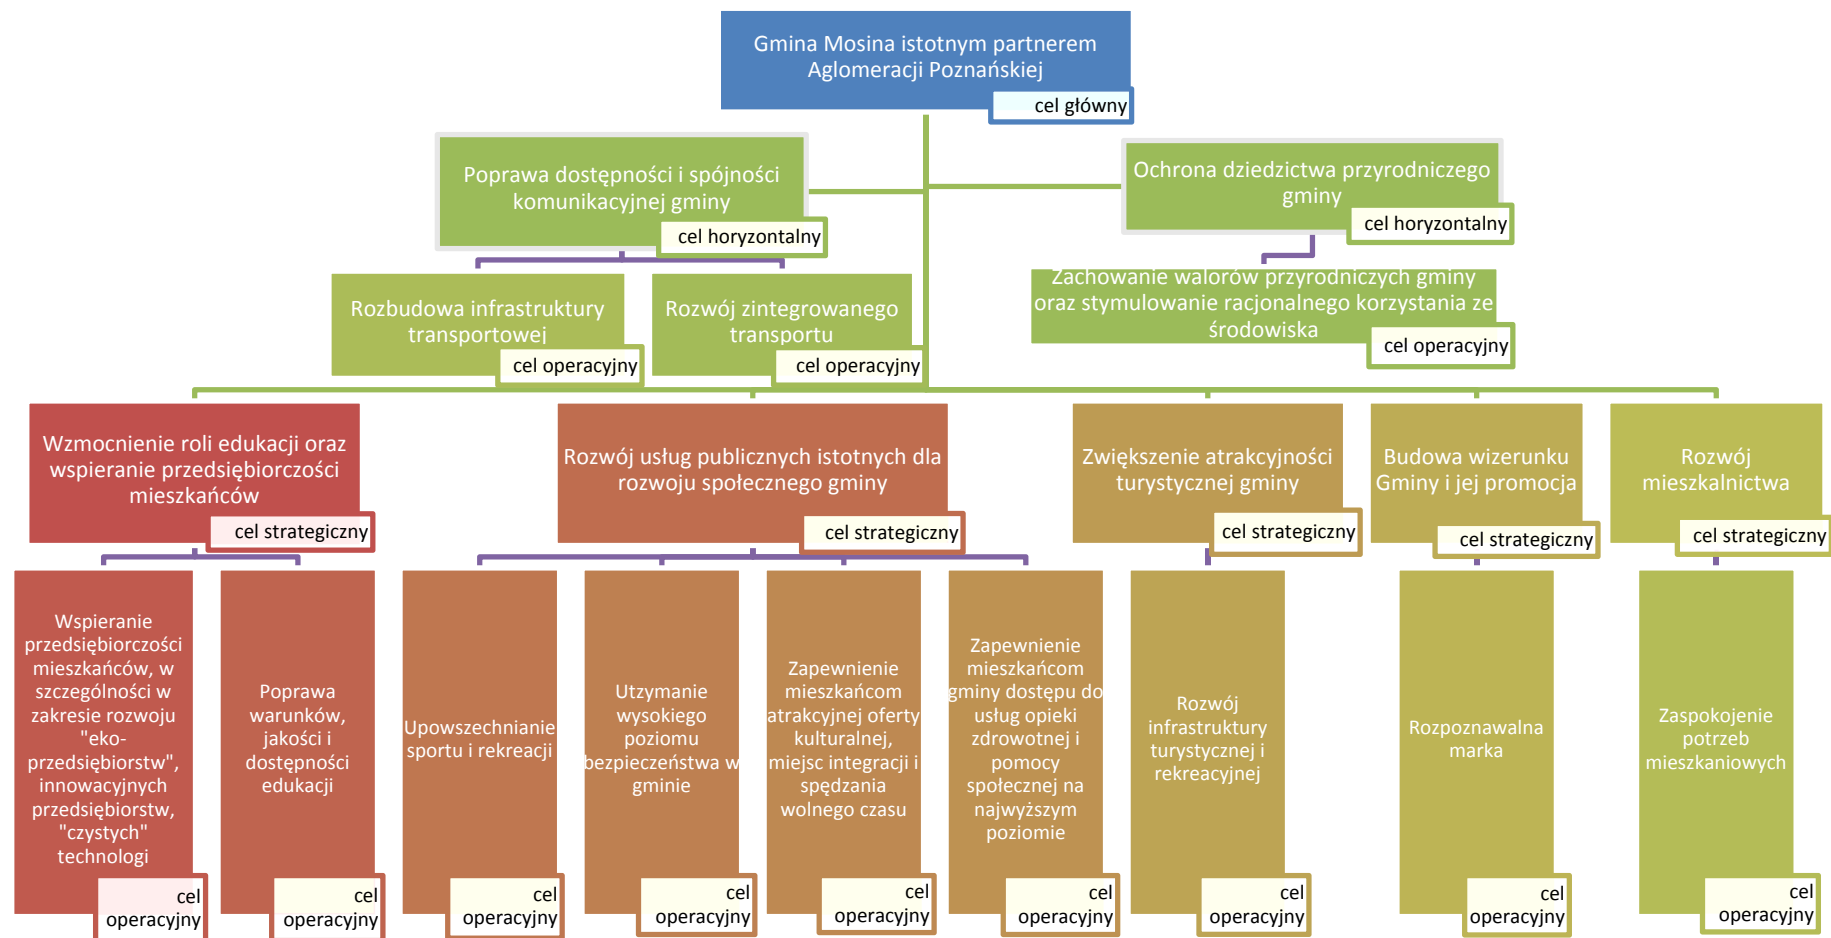 Gmina Mosina istotnym partnerem
Aglomeracji Poznańskiej
cel główny
Poprawa dostępności i spójności
komunikacyjnej gminy
cel horyzontalny
Ochrona dziedzictwa przyrodniczego
gminy
cel horyzontalny
Rozbudowa infrastruktury
transportowej
cel operacyjny
Rozwój zintegrowanego
transportu
cel operacyjny
Zachowanie walorów przyrodniczych gminy
oraz stymulowanie racjonalnego korzystania ze
środowiska
cel operacyjny
Wzmocnienie roli edukacji oraz
wspieranie przedsiębiorczości
mieszkańców
cel strategiczny
Rozwój usług publicznych istotnych dla
rozwoju społecznego gminy
cel strategiczny
Zwiększenie atrakcyjności
turystycznej gminy
cel strategiczny
Budowa wizerunku
Gminy i jej promocja
cel strategiczny
Rozwój
mieszkalnictwa
cel strategiczny
Wspieranie
przedsiębiorczości
mieszkańców, w
szczególności w
zakresie rozwoju
"eko-
przedsiębiorstw",
innowacyjnych
przedsiębiorstw,
"czystych"
technologi
cel
operacyjny
Poprawa
warunków,
jakości i
dostępności
edukacji
cel
operacyjny
Upowszechnianie
sportu i rekreacji
cel
operacyjny
Utzymanie
wysokiego
poziomu
bezpieczeństwa w
gminie
cel
operacyjny
Zapewnienie
mieszkańcom
atrakcyjnej oferty
kulturalnej,
miejsc integracji i
spędzania
wolnego czasu
cel
operacyjny
Zapewnienie
mieszkańcom
gminy dostępu do
usług opieki
zdrowotnej i
pomocy
społecznej na
najwyższym
poziomie
cel
operacyjny
Rozwój
infrastruktury
turystycznej i
rekreacyjnej
cel
operacyjny
Rozpoznawalna
marka
cel
operacyjny
Zaspokojenie
potrzeb
mieszkaniowych
cel
operacyjny